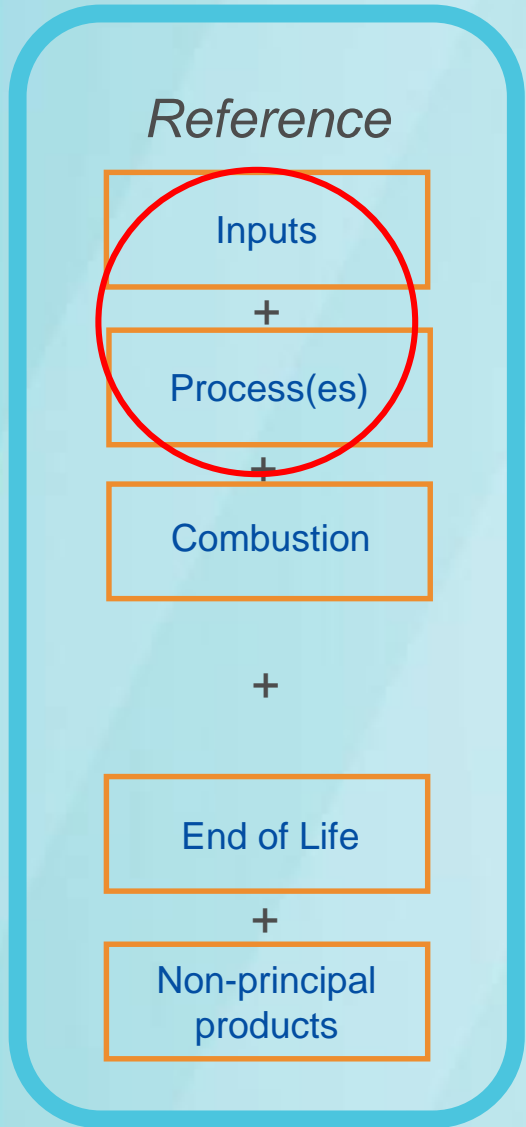 Reference
Inputs
+
Process(es)
+
Combustion
+
End of Life
+
Non-principal
products